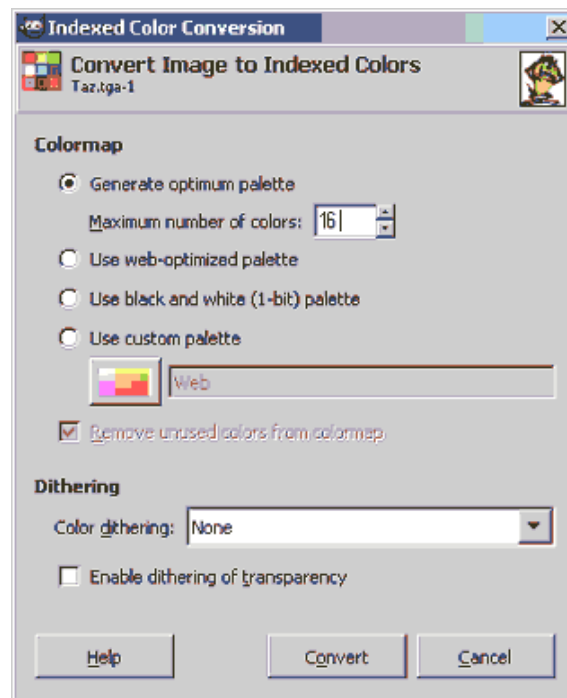 Indexed Color Conversion
Convert Image to Indexed Colors
Taz.tga-1
Colormap
Generate optimum palette
Maximum number of colors: 16
Use web-optimized palette
Use black and white (1-bit) palette
Use custom palette
Web
Remove unused colors from colormap
Dithering
Color dithering: None
Enable dithering of transparency
Help Convert Cancel